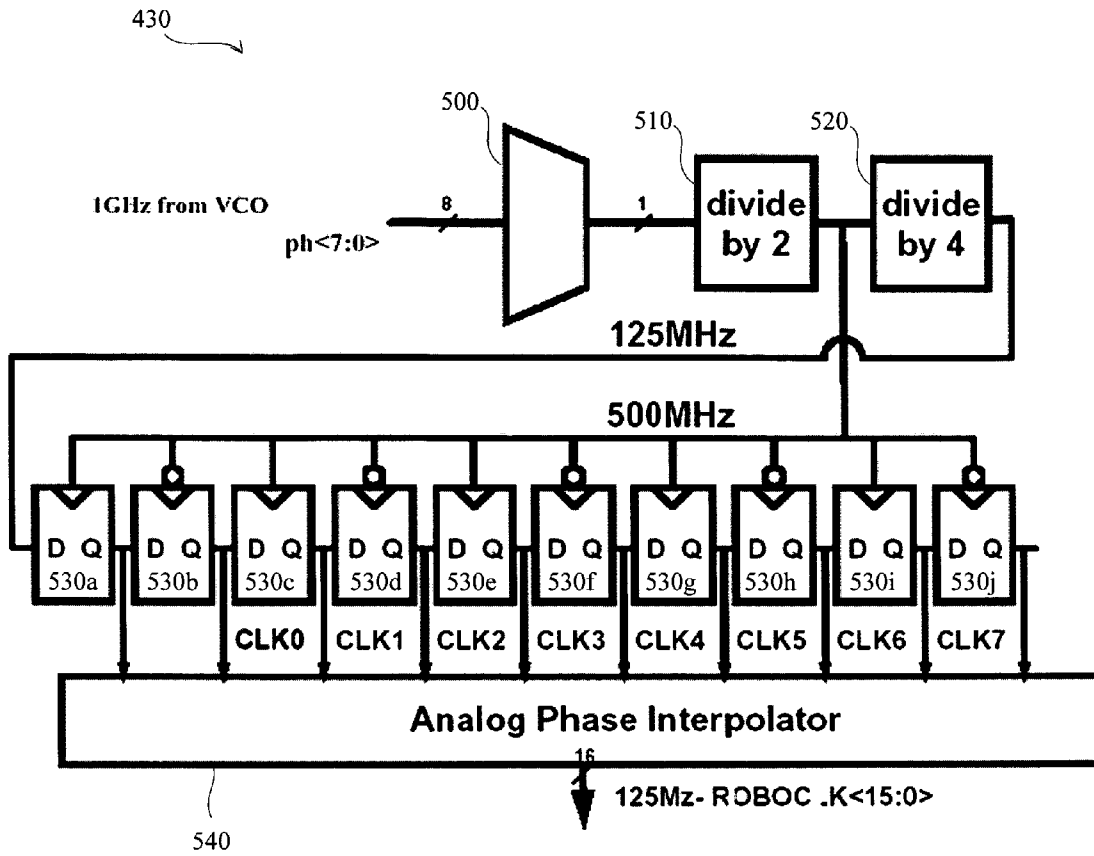 430
500
510
520
1GHz from VCO
8
1
divide by 2
divide by 4
ph<7:0>
125MHz
500MHz
D Q D Q D Q D Q D Q D Q D Q D Q D Q D Q
530a 530b 530c 530d 530e 530f 530g 530h 530i 530j
CLK0 CLK1 CLK2 CLK3 CLK4 CLK5 CLK6 CLK7
Analog Phase Interpolator
16
125Mz- ROBOC .K<15:0>
540